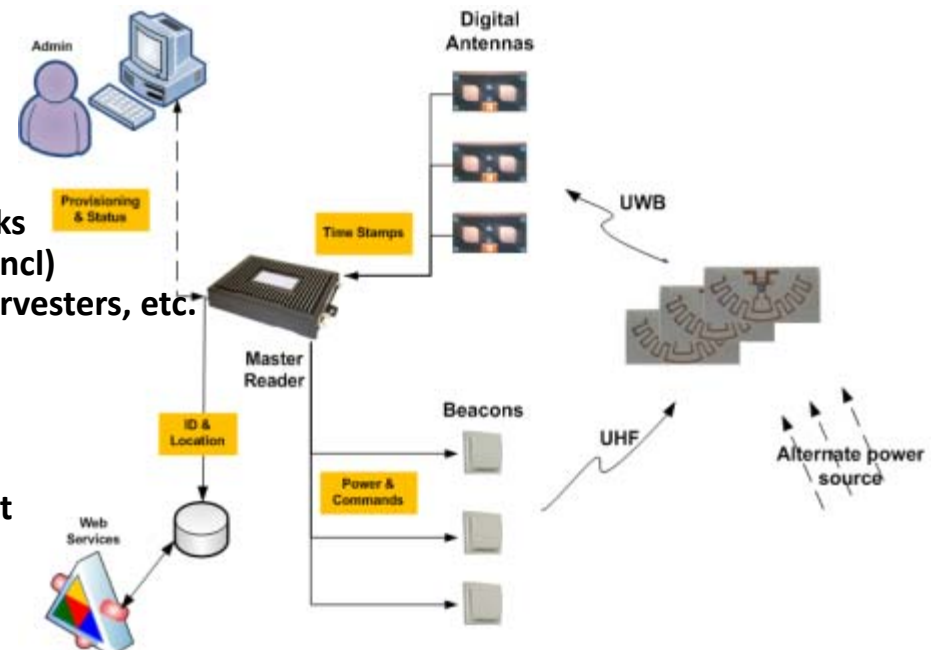 Digital
Antennas
Admin
UWB
Provisioning
& Status
Time Stamps
ks
ncl)
rvesters, etc.
Master
Reader
Beacons
ID &
Location
UHF
Alternate power
source
Power &
Commands
t
Web
Services